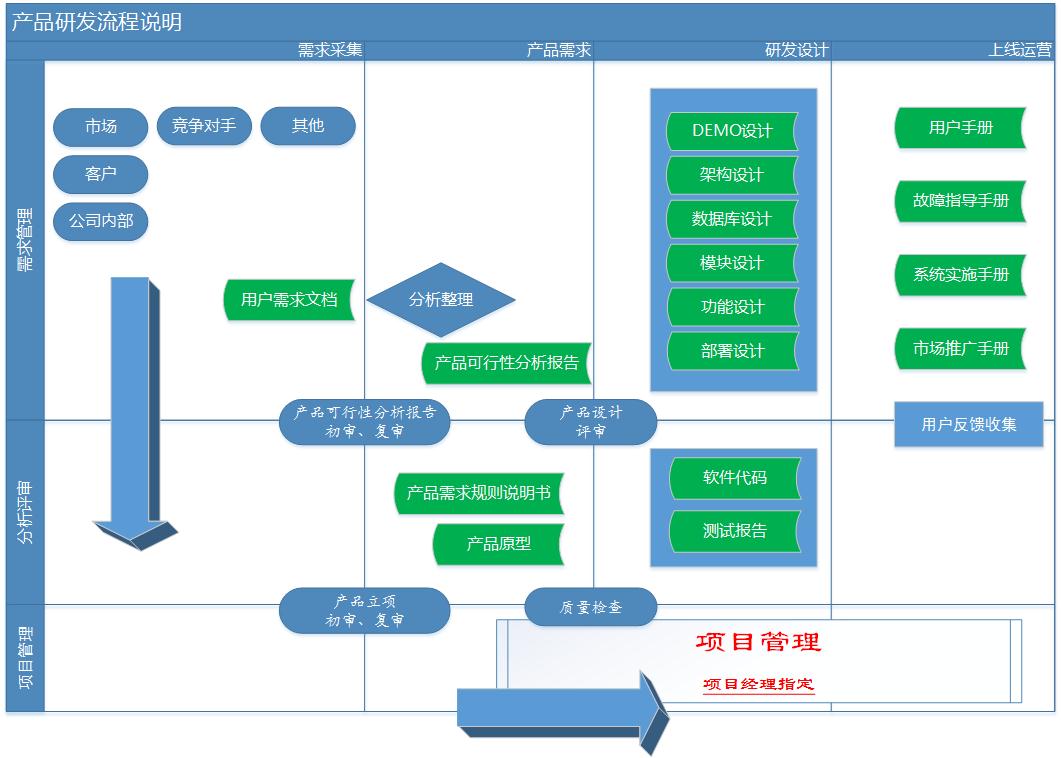 产品研发流程说明
需求采集
产品需求
研发设计
上线运营
需求管理
市场
竞争对手
其他
客户
公司内部
用户需求文档
分析整理
产品可行性分析报告
DEMO设计
架构设计
数据库设计
模块设计
功能设计
部署设计
用户手册
故障指导手册
系统实施手册
市场推广手册
产品可行性分析报告
初审、复审
产品设计
评审
用户反馈收集
分析评审
产品需求规则说明书
产品原型
软件代码
测试报告
产品立项
初审、复审
质量检查
项目管理
项目管理
项目经理指定